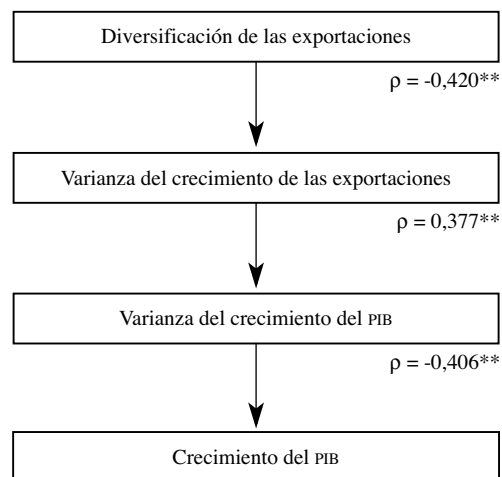 Diversificación de las exportaciones
ρ = -0,420**
Varianza del crecimiento de las exportaciones
ρ = 0,377**
Varianza del crecimiento del PIB
ρ = -0,406**
Crecimiento del PIB